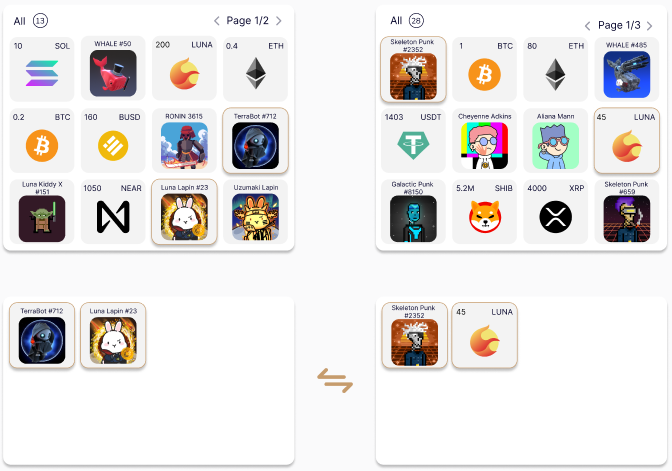 All 13
Page 1/2
10 SOL
WHALE #50
200 LUNA
0.4 ETH
0.2 BTC
160 BUSD
RONIN 3615
TerraBot #712
Luna Kiddy X
#151
1050 NEAR
Luna Lapin #23
Uzumaki Lapin
All 28
Page 1/3
Skeleton Punk
#2352
1 BTC
80 ETH
WHALE #485
1403 USDT
Cheyenne Adkins
Aliana Mann
45 LUNA
Galactic Punk
#8150
5.2M SHIB
4000 XRP
Skeleton Punk
#659
TerraBot #712
Luna Lapin #23
Skeleton Punk
#2352
45 LUNA